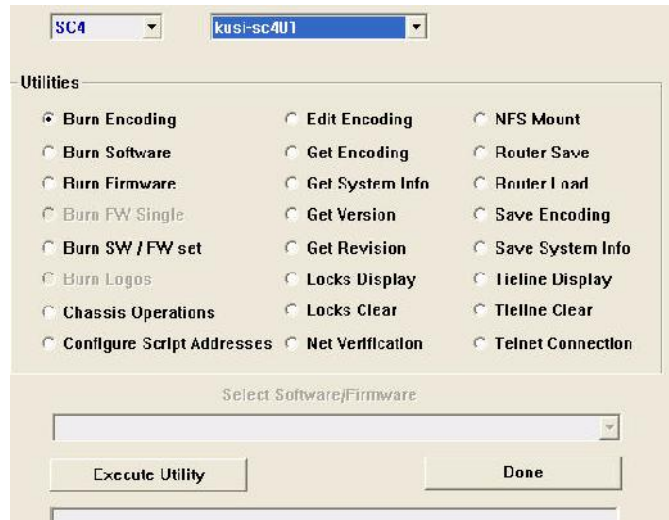 SC4 kusi-sc4U1
Utilities
Burn Encoding Edit Encoding NFS Mount
Burn Software Get Encoding Router Save
Burn Firmware Get System Info Router Load
Burn FW Single Get Version Save Encoding
Burn SW / FW set Get Revision Save System Info
Burn Logos Locks Display Tieline Display
Chassis Operations Locks Clear Tieline Clear
Configure Script Addresses Net Verification Telnet Connection
Select Software/Firmware
Execute Utility Done